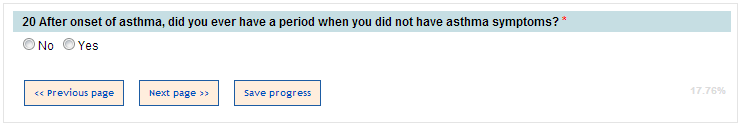 20 After onset of asthma, did you ever have a period when you did not have asthma symptoms? *
No Yes
<< Previous page Next page >> Save progress 17.76%